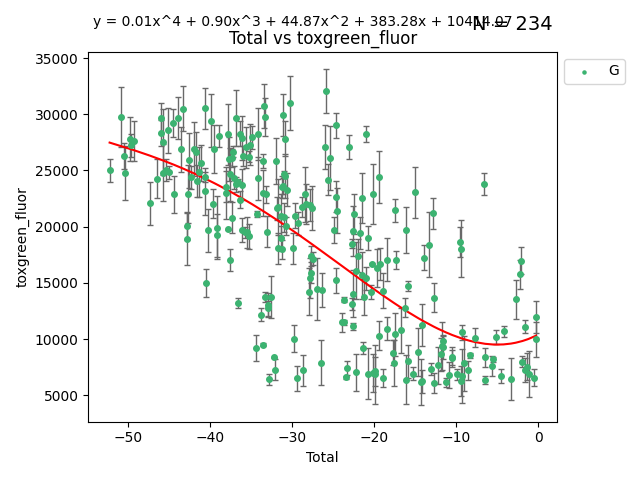 y = 0.01x^4 + 0.90x^3 + 44.87x^2 + 383.28x +
N = 234
Total vs toxgreen_fluor
G
35000
30000
25000
20000
15000
10000
5000
toxgreen_fluor
−50 −40 −30 −20 −10 0
Total